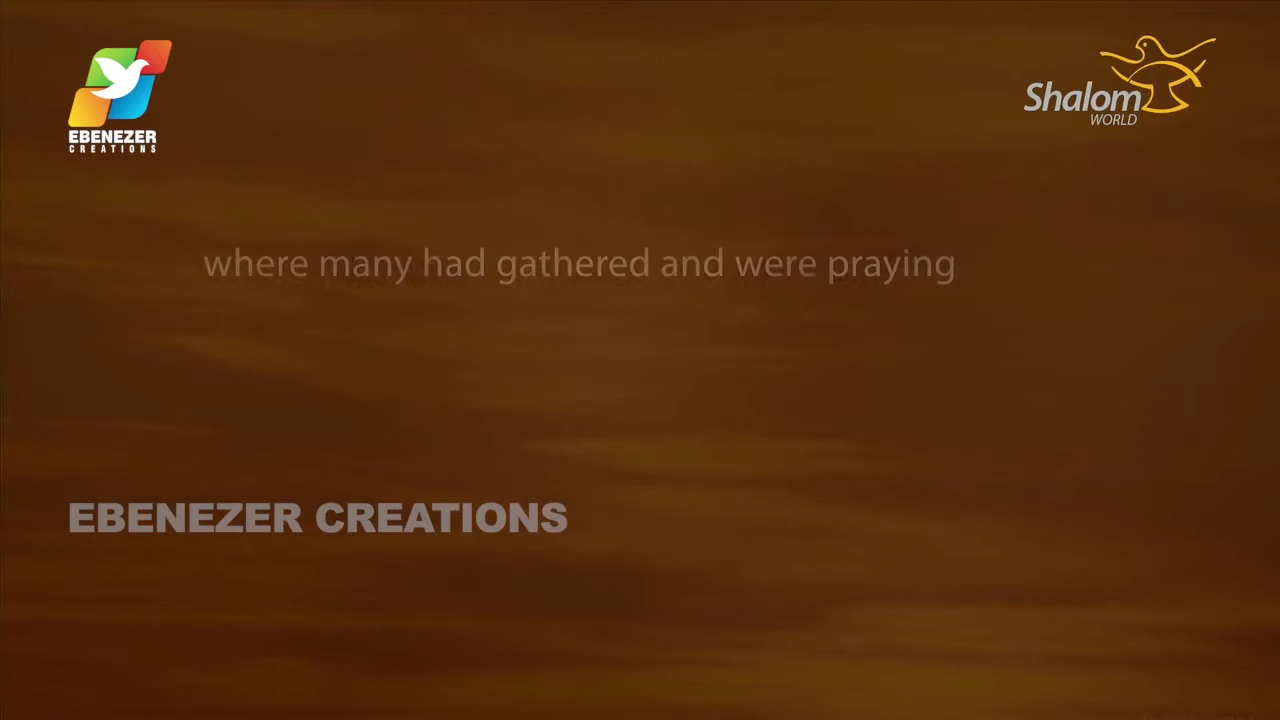 EBENEZER
CREATIONS
Shalom
WORLD
where many had gathered and were praying
EBENEZER CREATIONS